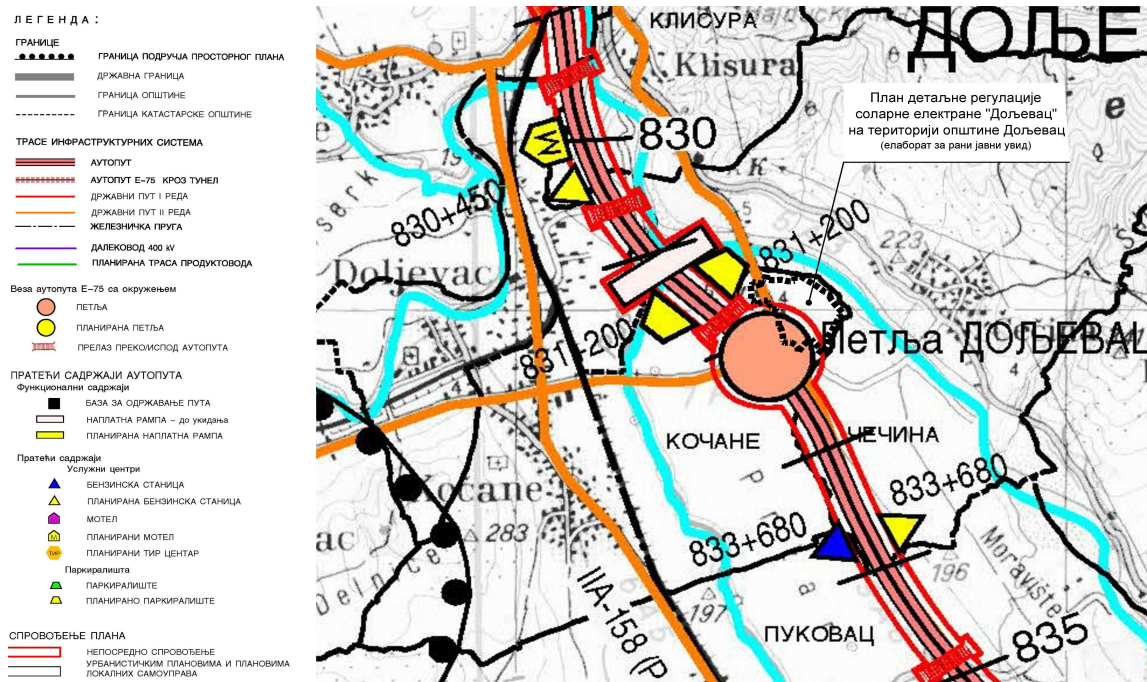 ЛЕГЕНДА :
ГРАНИЦЕ
ГРАНИЦА ПОДРУЧЈА ПРОСТОРНОГ ПЛАНА
ДРЖАВНА ГРАНИЦА
ГРАНИЦА ОПШТИНЕ
ГРАНИЦА КАТАСТАРСКЕ ОПШТИНЕ
ТРАСЕ ИНФРАСТРУКТУРНИХ СИСТЕМА
АУТОПУТ
АУТОПУТ Е-75 КРОЗ ТУНЕЛ
ДРЖАВНИ ПУТ I РЕДА
ДРЖАВНИ ПУТ II РЕДА
ЖЕЛЕЗНИЧКА ПРУГА
ДАЛЕКОВОД 400 kV
ПЛАНИРАНА ТРАСА ПРОДУКТОВОДА
Веза аутопута Е-75 са окружењем
ПЕТЉА
ПЛАНИРАНА ПЕТЉА
ПРЕЛАЗ ПРЕКО/ИСПОД АУТОПУТА
ПРАТЕЋИ САДРЖАЈИ АУТОПУТА
Функционални садржаји
БАЗА ЗА ОДРЖАВАЊЕ ПУТА
НАПЛАТНА РАМПА - до укидања
ПЛАНИРАНА НАПЛАТНА РАМПА
Пратећи садржаји
Услужни центри
БЕНЗИНСКА СТАНИЦА
ПЛАНИРАНА БЕНЗИНСКА СТАНИЦА
МОТЕЛ
ПЛАНИРАНИ МОТЕЛ
ТИР ПЛАНИРАНИ ТИР ЦЕНТАР
Паркиралишта
ПАРКИРАЛИШТЕ
ПЛАНИРАНО ПАРКИРАЛИШТЕ
СПРОВОЂЕЊЕ ПЛАНА
НЕПОСРЕДНО СПРОВОЂЕЊЕ
УРБАНИСТИЧКИМ ПЛАНОВИМА И ПЛАНОВИМА
ЛОКАЛНИХ САМОУПРАВА
КЛИСУРА
ДОЉЕ
Klisura
План детаљне регулације
соларне електране "Дољевац"
на територији општине Дољевац
(елаборат за рани јавни увид)
830
M
K
830+450
831+200
223
Doljevac
831+200
Петља ДОЉЕВАЦ
КОЧАНЕ
ЧЕЧИНА
833+680
Kočane
283
833+680
Delnice
196
Moravište
197
IIA-158 (Р
ПУКОВАЦ
835